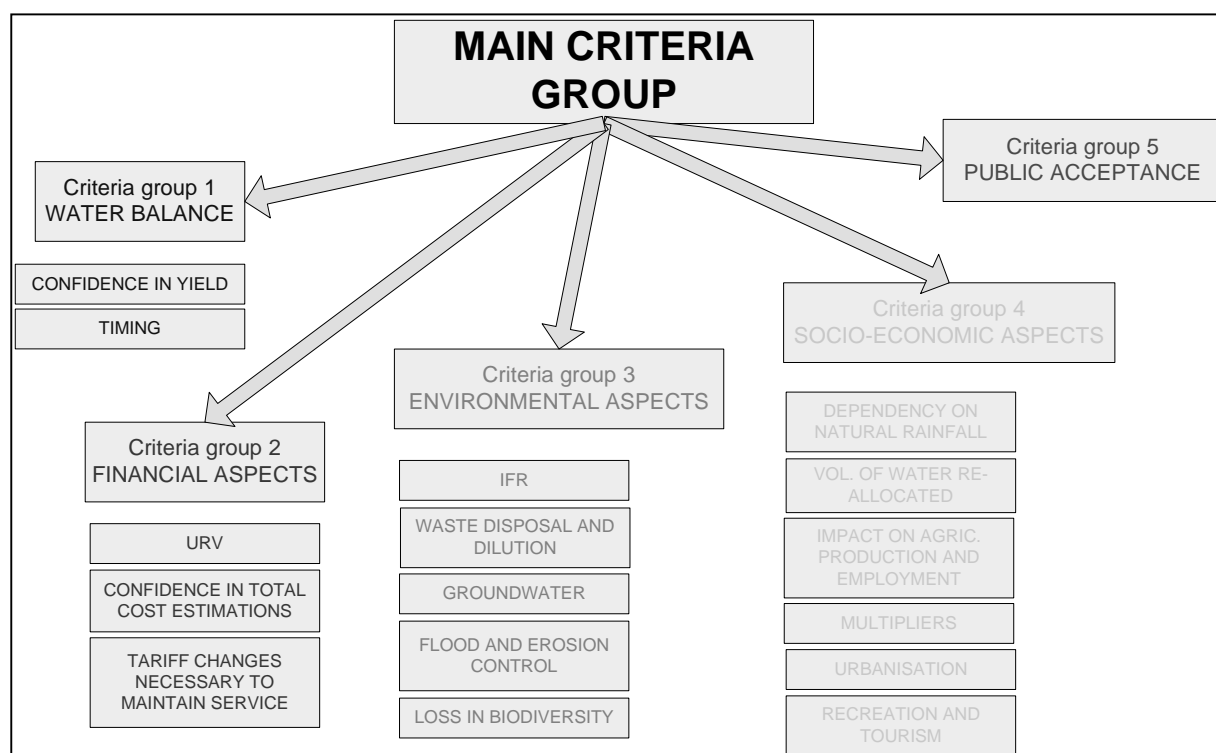 MAIN CRITERIA
GROUP
Criteria group 5
PUBLIC ACCEPTANCE
Criteria group 1
WATER BALANCE
CONFIDENCE IN YIELD
TIMING
Criteria group 4
SOCIO-ECONOMIC ASPECTS
Criteria group 3
ENVIRONMENTAL ASPECTS
Criteria group 2
FINANCIAL ASPECTS
URV
CONFIDENCE IN TOTAL
COST ESTIMATIONS
TARIFF CHANGES
NECESSARY TO
MAINTAIN SERVICE
IFR
WASTE DISPOSAL AND
DILUTION
GROUNDWATER
FLOOD AND EROSION
CONTROL
LOSS IN BIODIVERSITY
DEPENDENCY ON
NATURAL RAINFALL
VOL. OF WATER RE-
ALLOCATED
IMPACT ON AGRIC.
PRODUCTION AND
EMPLOYMENT
MULTIPLIERS
URBANISATION
RECREATION AND
TOURISM